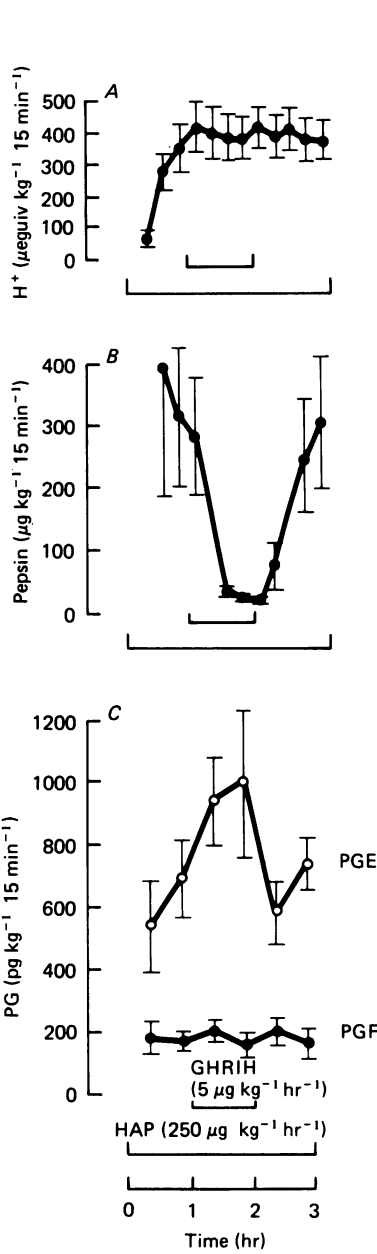 A
500
400
300
200
100
0
H⁺ (μeguiv kg⁻¹ 15 min⁻¹)
B
400
300
200
100
0
Pepsin (μg kg⁻¹ 15 min⁻¹)
C
1200
1000
800
600
400
200
0
PG (pg kg⁻¹ 15 min⁻¹)
PGE
PGF
GHRIH
(5 μg kg⁻¹ hr⁻¹)
HAP (250 μg kg⁻¹ hr⁻¹)
0 1 2 3
Time (hr)